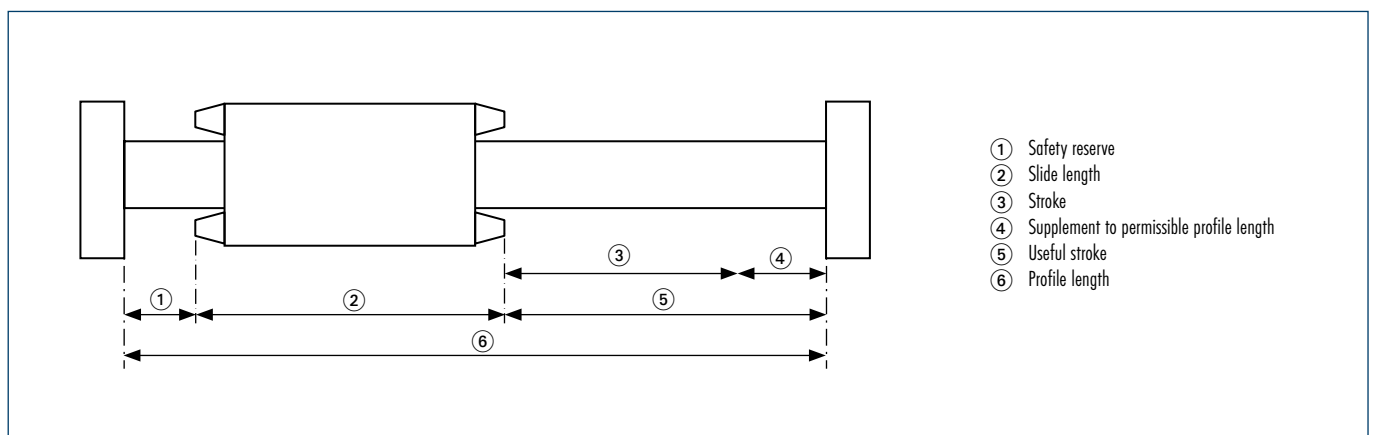 ③ ④
① ② ⑤
⑥
① Safety reserve
② Slide length
③ Stroke
④ Supplement to permissible profile length
⑤ Useful stroke
⑥ Profile length